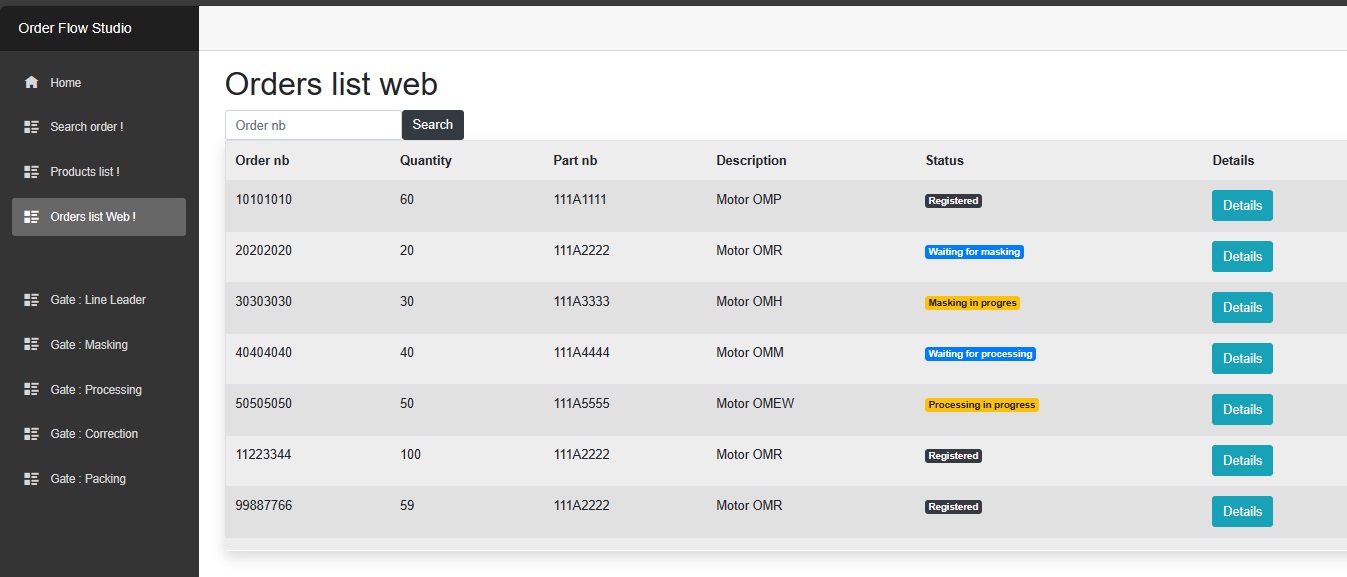 Order Flow Studio
Home
Search order !
Products list !
Orders list Web !
Gate : Line Leader
Gate : Masking
Gate : Processing
Gate : Correction
Gate : Packing
Orders list web
Order nb Search
Order nb Quantity Part nb Description Status Details
10101010 60 111A1111 Motor OMP Registered Details
20202020 20 111A2222 Motor OMR Waiting for masking Details
30303030 30 111A3333 Motor OMH Masking in progres Details
40404040 40 111A4444 Motor OMM Waiting for processing Details
50505050 50 111A5555 Motor OMEW Processing in progress Details
11223344 100 111A2222 Motor OMR Registered Details
99887766 59 111A2222 Motor OMR Registered Details